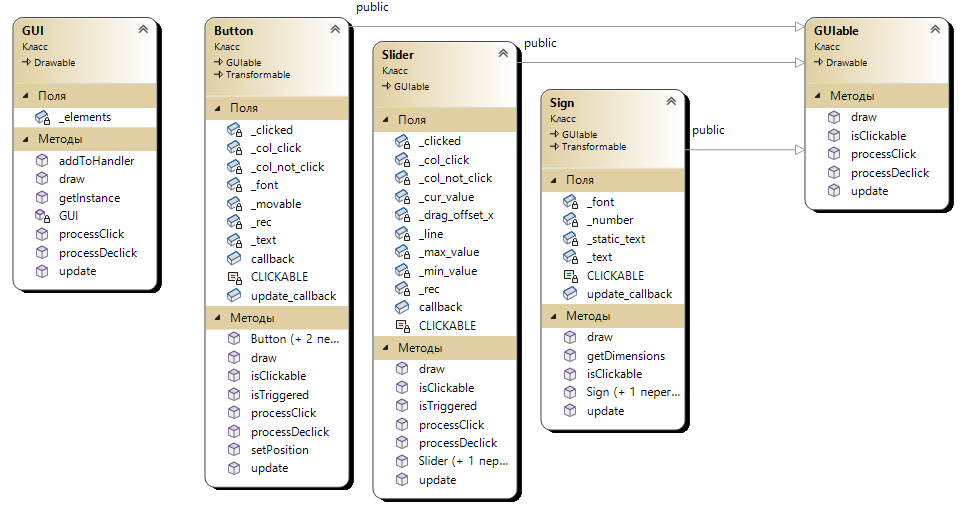 GUI
Класс
Drawable
Поля
_elements
Методы
addToHandler
draw
getInstance
GUI
processClick
processDeclick
update
Button
Класс
GUIable
Transformable
Поля
_clicked
_col_click
_col_not_click
_font
_movable
_rec
_text
callback
CLICKABLE
update_callback
Методы
Button (+ 2 пе...
draw
isClickable
isTriggered
processClick
processDeclick
setPosition
update
public
Slider
Класс
GUIable
Поля
_clicked
_col_click
_col_not_click
_cur_value
_drag_offset_x
_line
_max_value
_min_value
_rec
callback
CLICKABLE
Методы
draw
isClickable
isTriggered
processClick
processDeclick
Slider (+ 1 пер...
update
public
Sign
Класс
GUIable
Transformable
Поля
_font
_number
_static_text
_text
CLICKABLE
update_callback
Методы
draw
getDimensions
isClickable
Sign (+ 1 перег...
update
public
GUIable
Класс
Drawable
Методы
draw
isClickable
processClick
processDeclick
update